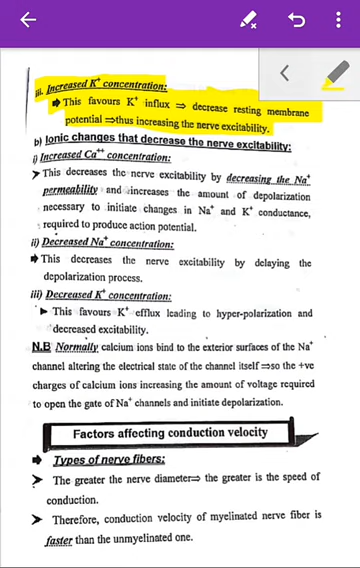 iii. Increased K⁺ concentration:
➡ This favours K⁺ influx ⇒ decrease resting membrane
potential ⇒thus increasing the nerve excitability.
b) Ionic changes that decrease the nerve excitability:
i) Increased Ca⁺⁺ concentration:
➤ This decreases the nerve excitability by decreasing the Na⁺
permeability and increases the amount of depolarization
necessary to initiate changes in Na⁺ and K⁺ conductance,
required to produce action potential.
ii) Decreased Na⁺ concentration:
➡ This decreases the nerve excitability by delaying the
depolarization process.
iii) Decreased K⁺ concentration:
► This favours K⁺ efflux leading to hyper-polarization and
decreased excitability.
N.B Normally calcium ions bind to the exterior surfaces of the Na⁺
channel altering the electrical state of the channel itself ⇒so the +ve
charges of calcium ions increasing the amount of voltage required
to open the gate of Na⁺ channels and initiate depolarization.
Factors affecting conduction velocity
➡ Types of nerve fibers:
➤ The greater the nerve diameter⇒ the greater is the speed of
conduction.
➤ Therefore, conduction velocity of myelinated nerve fiber is
faster than the unmyelinated one.